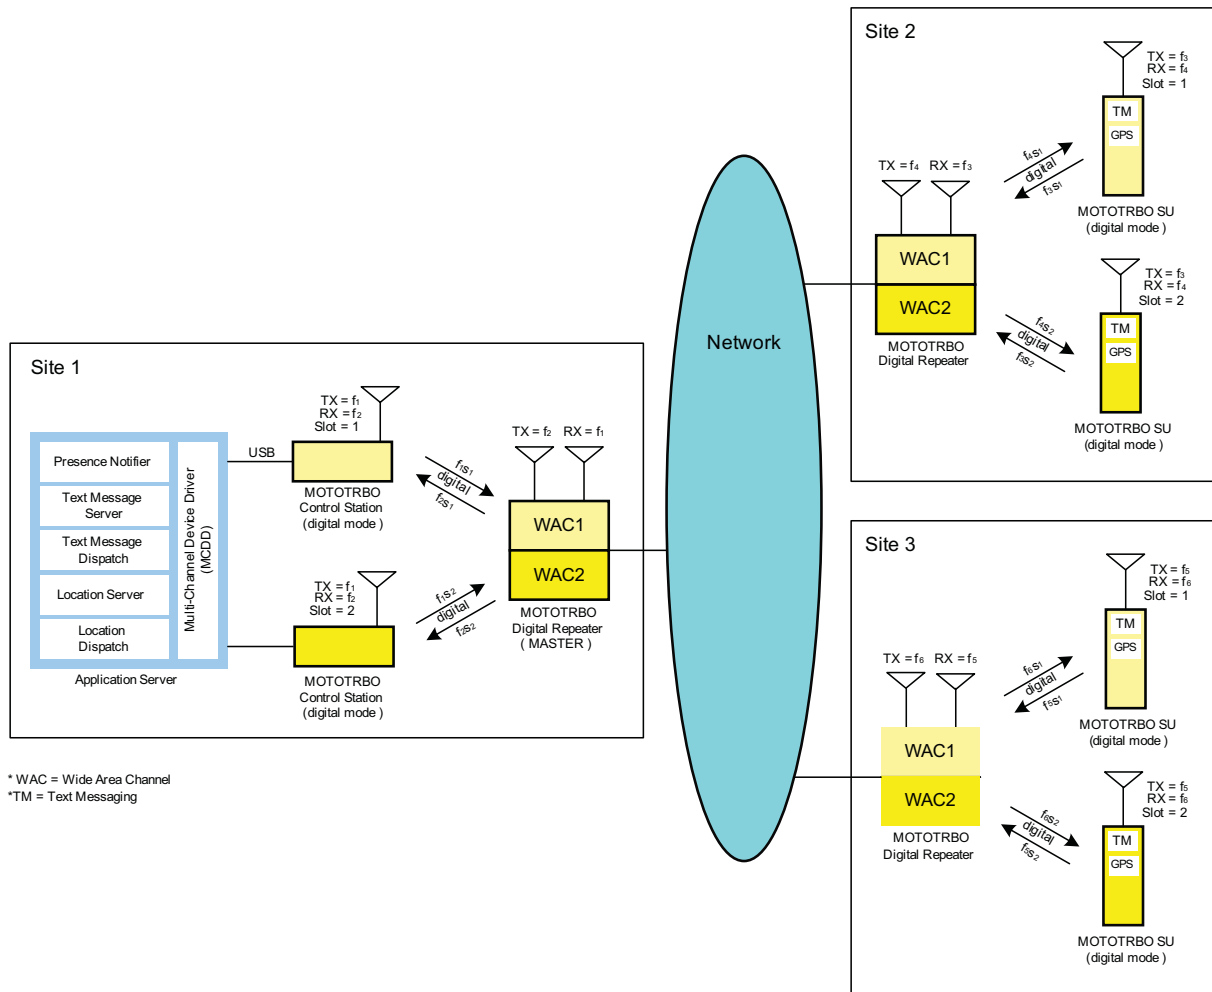 Site 1
Presence Notifier
Text Message
Server
Text Message
Dispatch
Location Server
Location
Dispatch
Multi-Channel Device Driver
(MCDD)
Application Server
USB
TX = f₁
RX = f₂
Slot = 1
MOTOTRBO
Control Station
(digital mode )
TX = f₁
RX = f₂
Slot = 2
MOTOTRBO
Control Station
(digital mode )
f₁s₁
digital
f₂s₁
f₁s₂
digital
f₂s₂
TX = f₂ RX = f₁
WAC1
WAC2
MOTOTRBO
Digital Repeater
( MASTER )
* WAC = Wide Area Channel
*TM = Text Messaging
Network
Site 2
TX = f₄ RX = f₃
WAC1
WAC2
MOTOTRBO
Digital Repeater
f₄s₁
digital
f₃s₁
f₄s₂
digital
f₃s₂
TX = f₃
RX = f₄
Slot = 1
TM
GPS
MOTOTRBO SU
(digital mode )
TX = f₃
RX = f₄
Slot = 2
TM
GPS
MOTOTRBO SU
(digital mode )
Site 3
TX = f₆ RX = f₅
WAC1
WAC2
MOTOTRBO
Digital Repeater
f₆s₁
digital
f₅s₁
f₆s₂
digital
f₅s₂
TX = f₅
RX = f₆
Slot = 1
TM
GPS
MOTOTRBO SU
(digital mode )
TX = f₅
RX = f₆
Slot = 2
TM
GPS
MOTOTRBO SU
(digital mode )